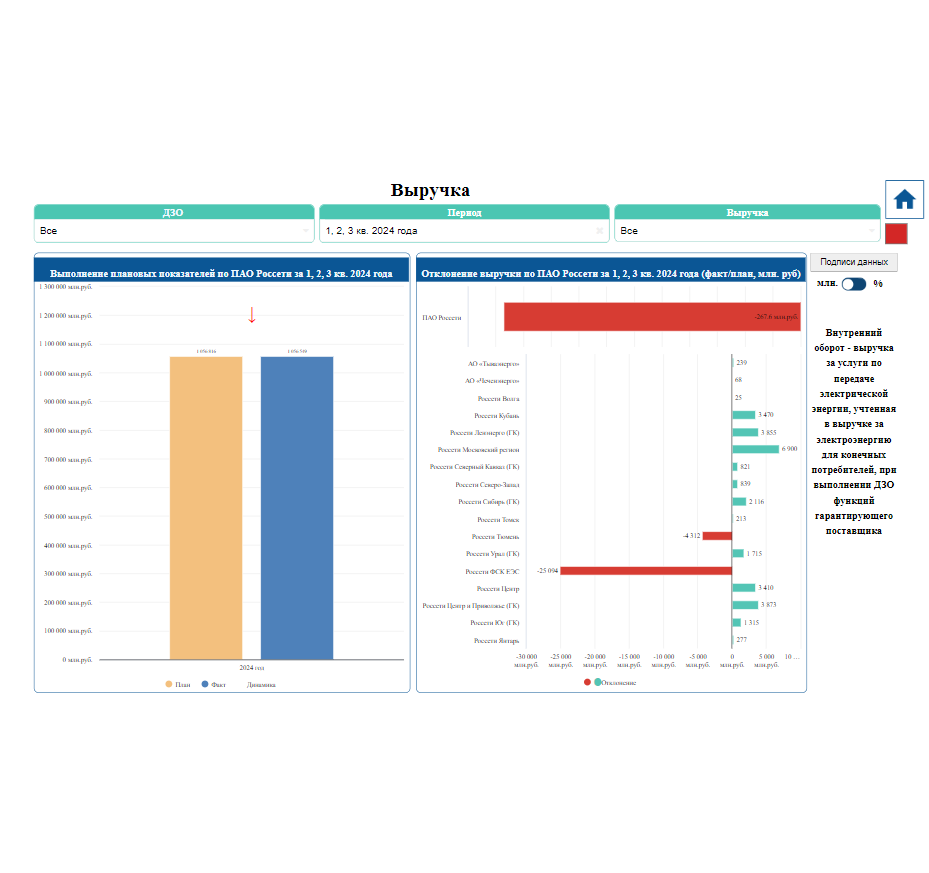 Выручка
ДЗО
Период
Выручка
Все
1, 2, 3 кв. 2024 года
Все
Выполнение плановых показателей по ПАО Россети за 1, 2, 3 кв. 2024 года
1 300 000 млн.руб.
1 200 000 млн.руб.
1 100 000 млн.руб.
1 000 000 млн.руб.
900 000 млн.руб.
800 000 млн.руб.
700 000 млн.руб.
600 000 млн.руб.
500 000 млн.руб.
400 000 млн.руб.
300 000 млн.руб.
200 000 млн.руб.
100 000 млн.руб.
0 млн.руб.
2024 год
План
Факт
Динамика
Отклонение выручки по ПАО Россети за 1, 2, 3 кв. 2024 года (факт/план, млн. руб)
ПАО Россети
-267.6 млн.руб.
АО «Тываэнерго»
239
АО «Чеченэнерго»
68
Россети Волга
25
Россети Кубань
3 470
Россети Ленэнерго (ГК)
3 855
Россети Московский регион
6 900
Россети Северный Кавказ (ГК)
821
Россети Северо-Запад
839
Россети Сибирь (ГК)
2 116
Россети Томск
213
Россети Тюмень
-4 312
Россети Урал (ГК)
1 715
Россети ФСК ЕЭС
-25 094
Россети Центр
3 410
Россети Центр и Приволжье (ГК)
3 873
Россети Юг (ГК)
1 315
Россети Янтарь
277
-30 000 млн.руб.
-25 000 млн.руб.
-20 000 млн.руб.
-15 000 млн.руб.
-10 000 млн.руб.
-5 000 млн.руб.
0 млн.руб.
5 000 млн.руб.
10 ...
Отклонение
Подписи данных
млн.
%
Внутренний
оборот - выручка
за услуги по
передаче
электрической
энергии, учтенная
в выручке за
электроэнергию
для конечных
потребителей, при
выполнении ДЗО
функций
гарантирующего
поставщика